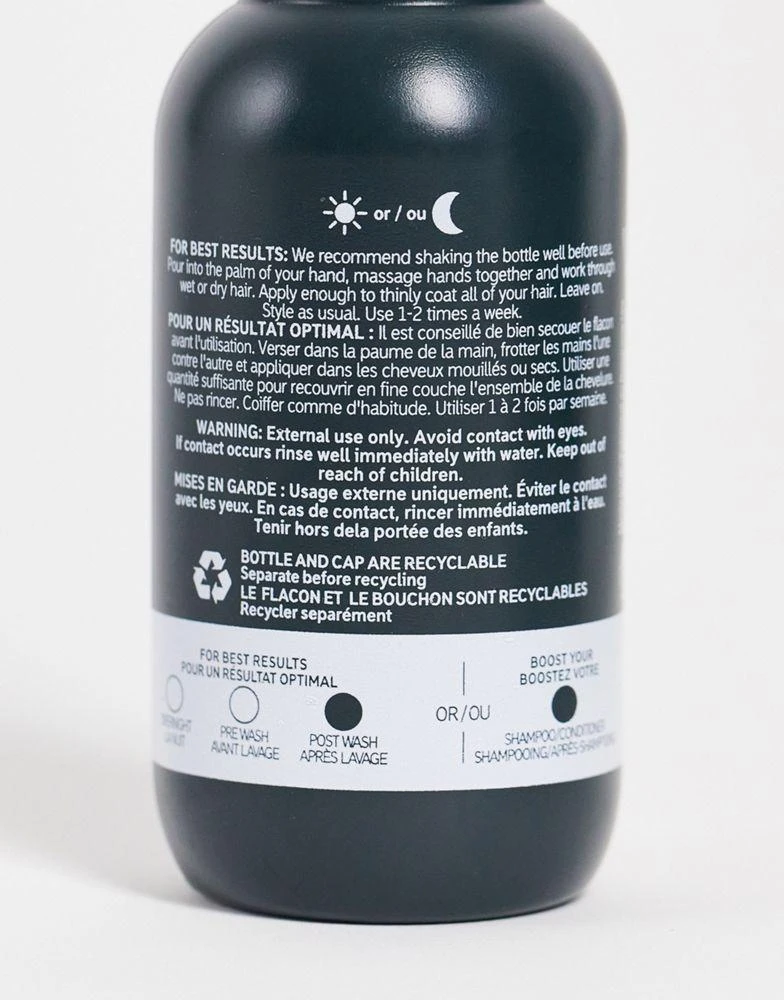 or / ou
FOR BEST RESULTS: We recommend shaking the bottle well before use.
Pour into the palm of your hand, massage hands together and work through
wet or dry hair. Apply enough to thinly coat all of your hair. Leave on.
Style as usual. Use 1-2 times a week.
POUR UN RÉSULTAT OPTIMAL : Il est conseillé de bien secouer le flacon
avant l'utilisation. Verser dans la paume de la main, frotter les mains l'une
contre l'autre et appliquer dans les cheveux mouillés ou secs. Utiliser une
quantité suffisante pour recouvrir en fine couche l'ensemble de la chevelure.
Ne pas rincer. Coiffer comme d'habitude. Utiliser 1 à 2 fois par semaine.
WARNING: External use only. Avoid contact with eyes.
If contact occurs rinse well immediately with water. Keep out of
reach of children.
MISES EN GARDE : Usage externe uniquement. Éviter le contact
avec les yeux. En cas de contact, rincer immédiatement à l'eau.
Tenir hors dela portée des enfants.
BOTTLE AND CAP ARE RECYCLABLE
Separate before recycling
LE FLACON ET LE BOUCHON SONT RECYCLABLES
Recycler separément
FOR BEST RESULTS
POUR UN RÉSULTAT OPTIMAL
PRE WASH
AVANT LAVAGE
POST WASH
APRÈS LAVAGE
OR/OU
BOOST YOUR
BOOSTEZ VOTRE
SHAMPOO/CONDITIONER
SHAMPOOING/APRÈS-SHAMPOING